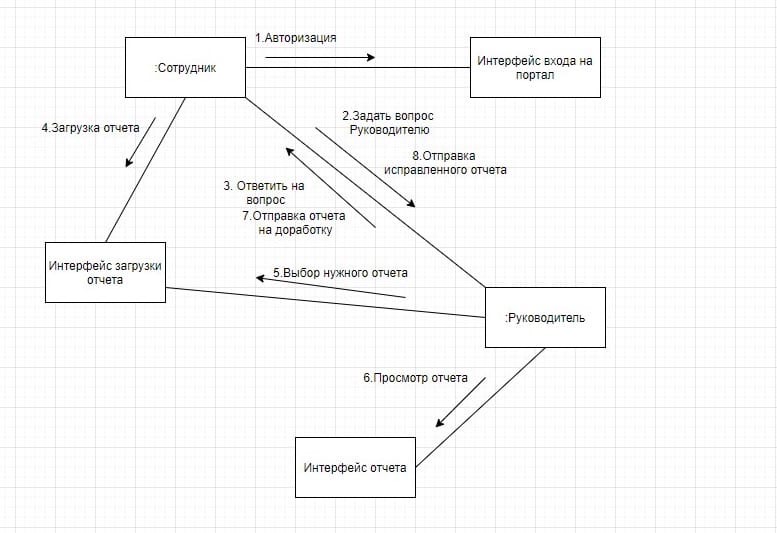 1.Авторизация
:Сотрудник
Интерфейс входа на
портал
4.Загрузка отчета
2.Задать вопрос
Руководителю
8.Отправка
исправленного отчета
3. Ответить на
вопрос
7.Отправка отчета
на доработку
Интерфейс загрузки
отчета
5.Выбор нужного отчета
:Руководитель
6.Просмотр отчета
Интерфейс отчета